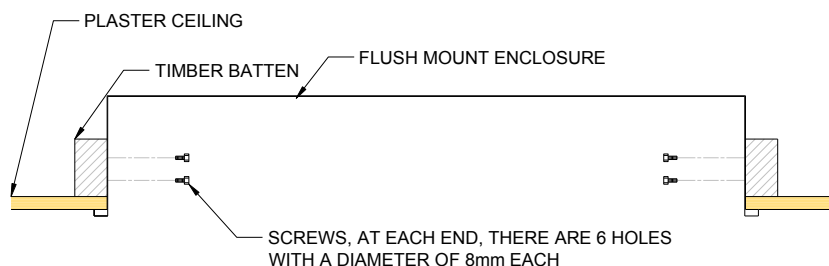 PLASTER CEILING
TIMBER BATTEN
FLUSH MOUNT ENCLOSURE
SCREWS, AT EACH END, THERE ARE 6 HOLES
WITH A DIAMETER OF 8mm EACH